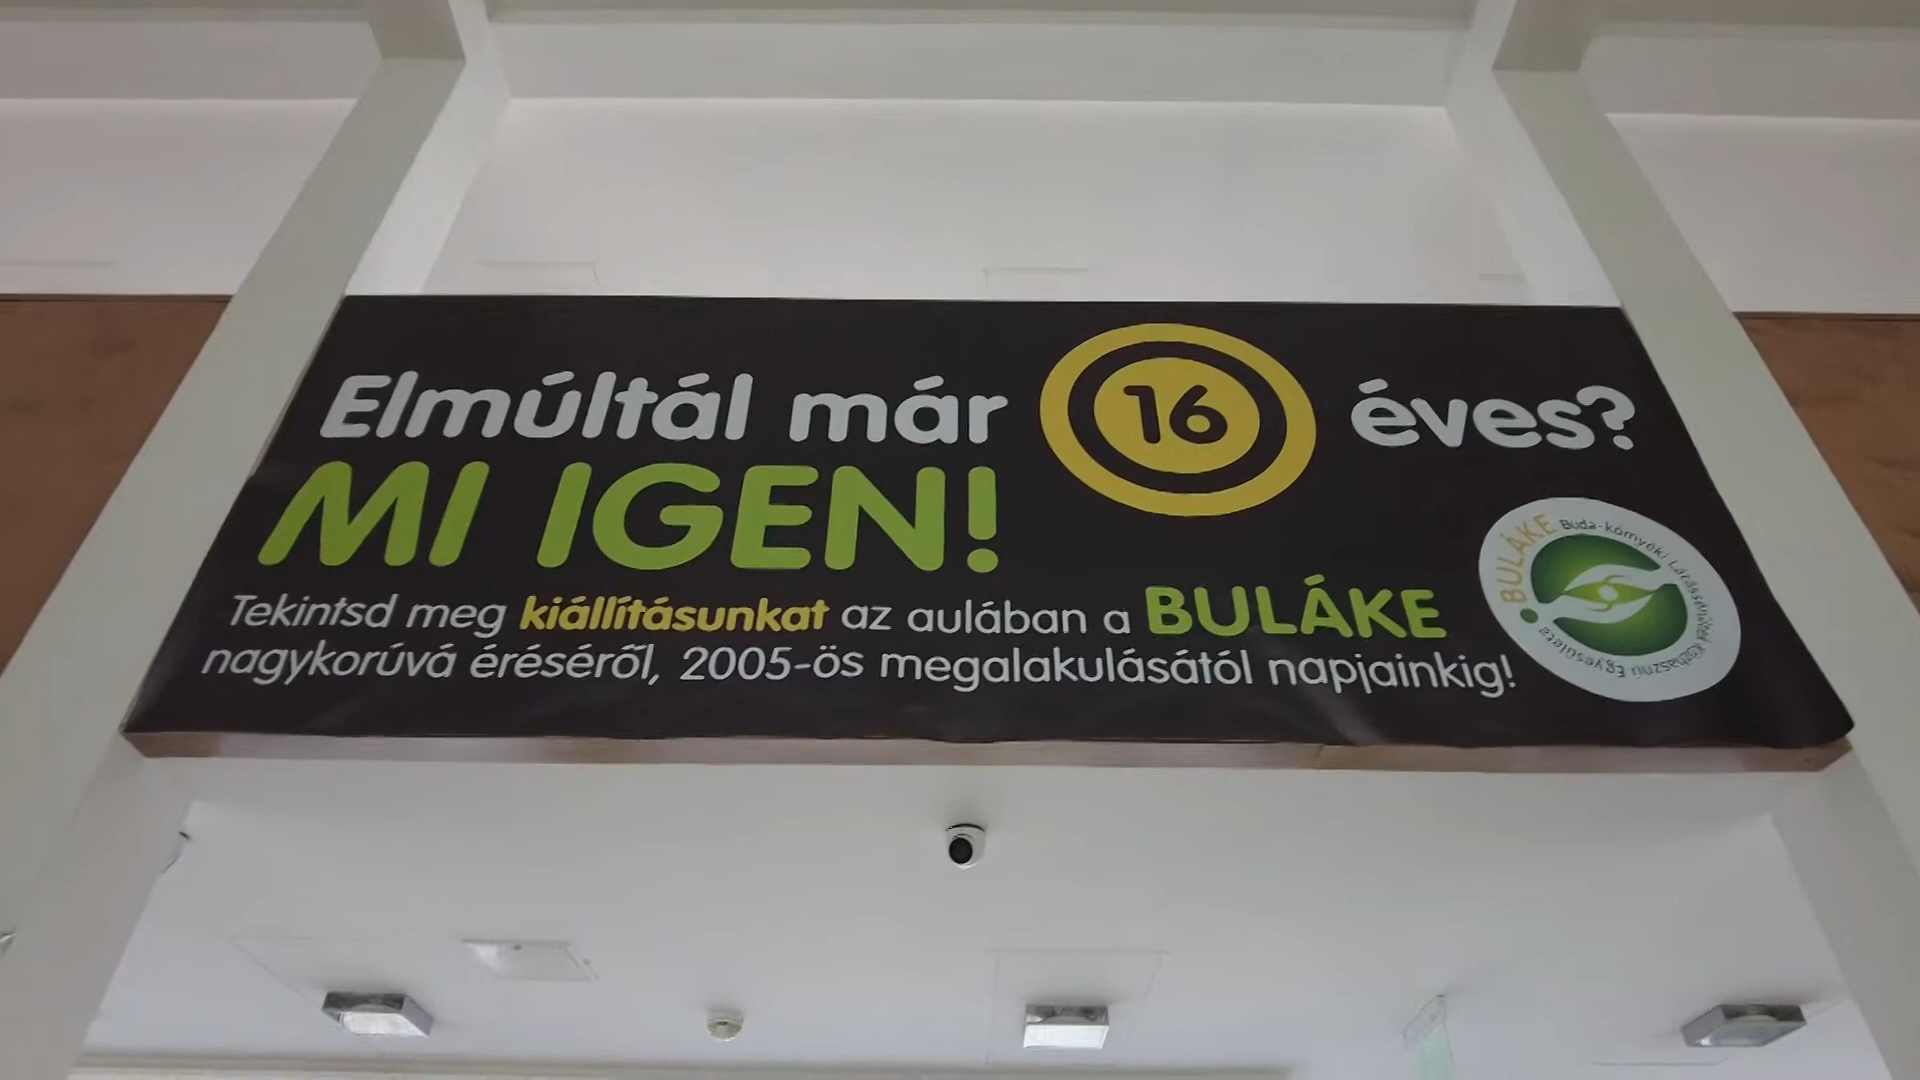 Elmúltál már 16 éves?
MI IGEN!
Tekintsd meg kiállításunkat az aulában a BULÁKE
nagykorúvá éréséről, 2005-ös megalakulásától napjainkig!
BULÁKE Buda-környéki Látássérültek Közhasznú Egyesülete